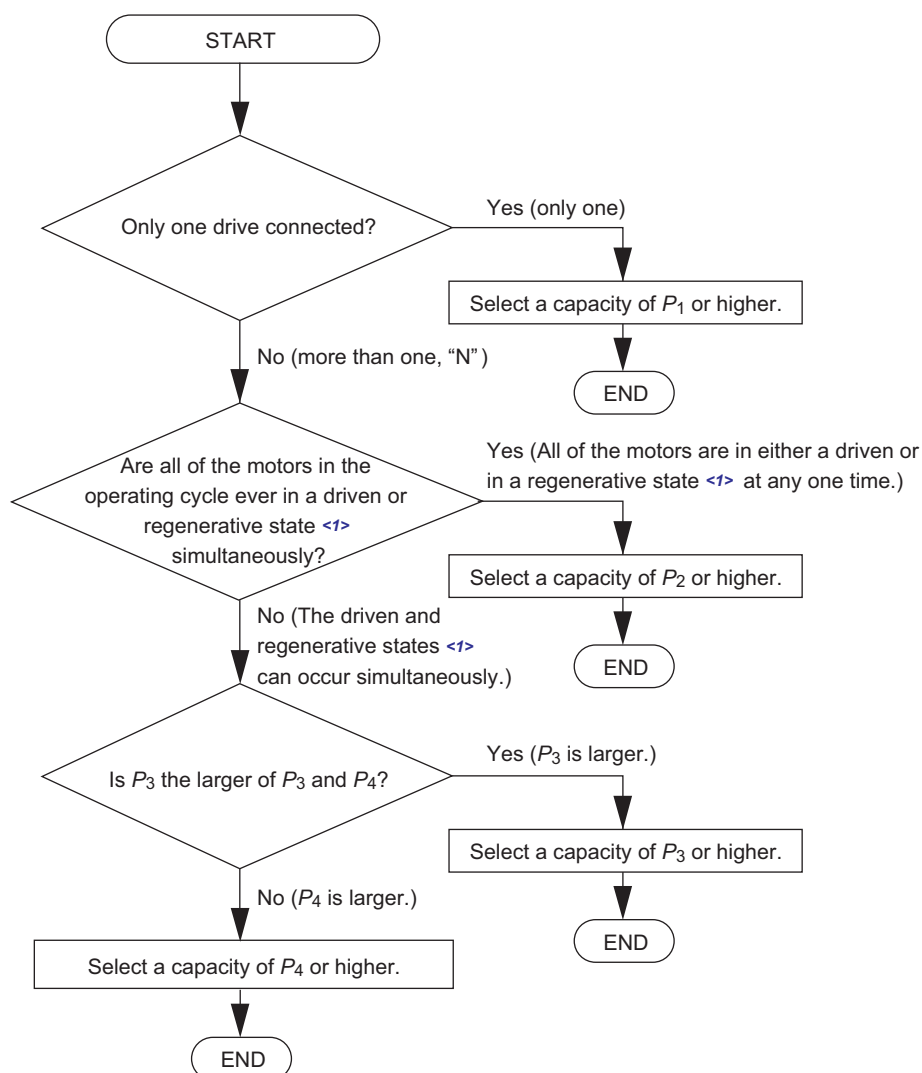 START
Only one drive connected?
Yes (only one)
Select a capacity of P1 or higher.
END
No (more than one, “N”)
Are all of the motors in the
operating cycle ever in a driven or
regenerative state <1>
simultaneously?
Yes (All of the motors are in either a driven or
in a regenerative state <1> at any one time.)
Select a capacity of P2 or higher.
END
No (The driven and
regenerative states <1>
can occur simultaneously.)
Is P3 the larger of P3 and P4?
Yes (P3 is larger.)
Select a capacity of P3 or higher.
END
No (P4 is larger.)
Select a capacity of P4 or higher.
END